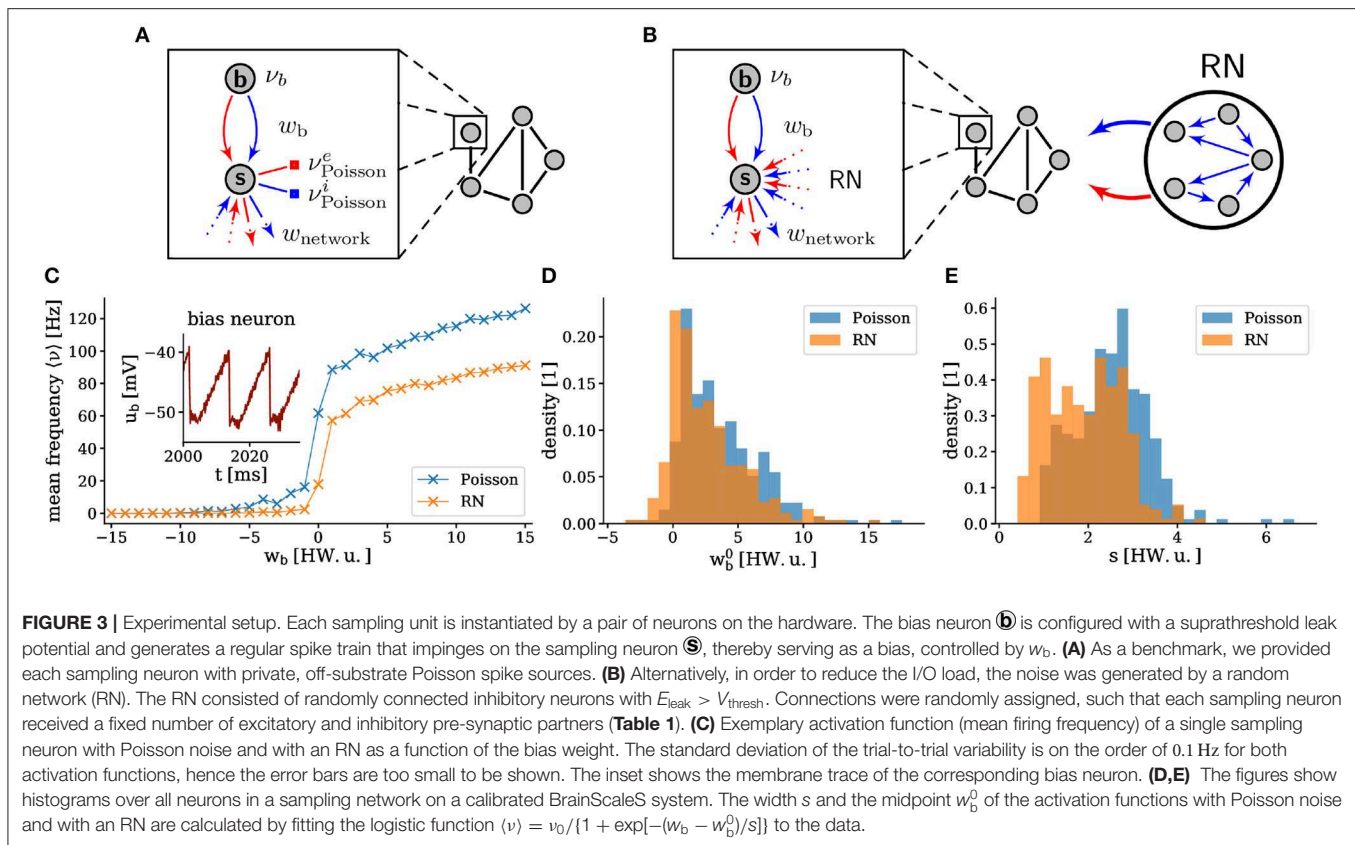 A
B
b
ν_b
w_b
s
ν^e_Poisson
ν^i_Poisson
w_network
b
ν_b
w_b
s
RN
w_network
RN
C
D
E
mean frequency ⟨ν⟩ [Hz]
120
100
80
60
40
20
0
bias neuron
u_b [mV]
−40
−50
2000
2020
t [ms]
Poisson
RN
−15
−10
−5
0
5
10
15
w_b [HW. u. ]
density [1]
0.20
0.15
0.10
0.05
0.00
Poisson
RN
−5
0
5
10
15
w_b^0 [HW. u. ]
density [1]
0.6
0.5
0.4
0.3
0.2
0.1
0.0
Poisson
RN
2
4
6
s [HW. u. ]
FIGURE 3 | Experimental setup. Each sampling unit is instantiated by a pair of neurons on the hardware. The bias neuron ⓑ is configured with a suprathreshold leak
potential and generates a regular spike train that impinges on the sampling neuron ⓢ, thereby serving as a bias, controlled by w_b. (A) As a benchmark, we provided
each sampling neuron with private, off-substrate Poisson spike sources. (B) Alternatively, in order to reduce the I/O load, the noise was generated by a random
network (RN). The RN consisted of randomly connected inhibitory neurons with E_leak > V_thresh. Connections were randomly assigned, such that each sampling neuron
received a fixed number of excitatory and inhibitory pre-synaptic partners (Table 1). (C) Exemplary activation function (mean firing frequency) of a single sampling
neuron with Poisson noise and with an RN as a function of the bias weight. The standard deviation of the trial-to-trial variability is on the order of 0.1 Hz for both
activation functions, hence the error bars are too small to be shown. The inset shows the membrane trace of the corresponding bias neuron. (D,E) The figures show
histograms over all neurons in a sampling network on a calibrated BrainScaleS system. The width s and the midpoint w_b^0 of the activation functions with Poisson noise
and with an RN are calculated by fitting the logistic function ⟨ν⟩ = ν_0/{1 + exp[−(w_b − w_b^0)/s]} to the data.